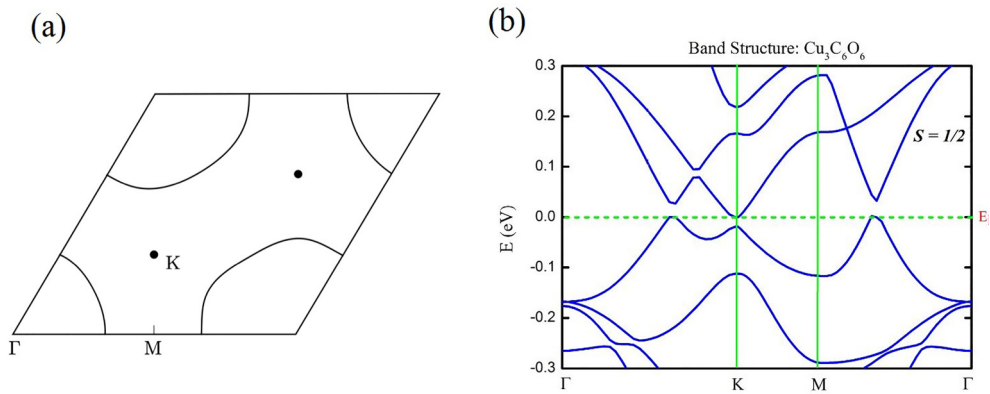 (a)
K
Γ
M
(b)
Band Structure: Cu₃C₆O₆
0.3
0.2
0.1
0.0
-0.1
-0.2
-0.3
E (eV)
S = 1/2
Γ
K
M
Γ